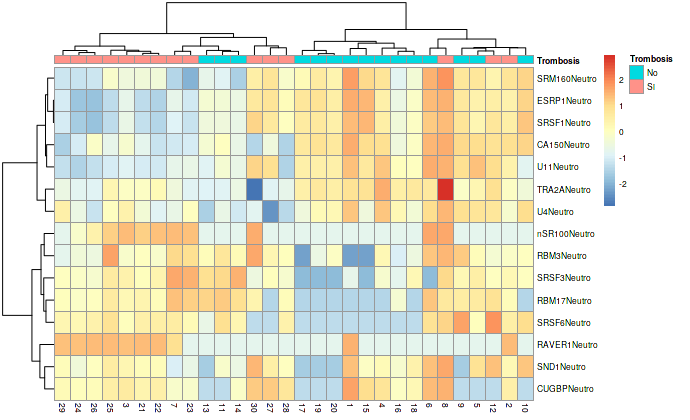 Trombosis
SRM160Neutro
ESRP1Neutro
SRSF1Neutro
CA150Neutro
U11Neutro
TRA2ANeutro
U4Neutro
nSR100Neutro
RBM3Neutro
SRSF3Neutro
RBM17Neutro
SRSF6Neutro
RAVER1Neutro
SND1Neutro
CUGBPNeutro
29 24 26 25 3 21 22 7 23 13 11 14 30 27 28 17 19 20 1 15 4 16 18 6 8 9 5 12 2 10
2
1
0
-1
-2
Trombosis
No
SI